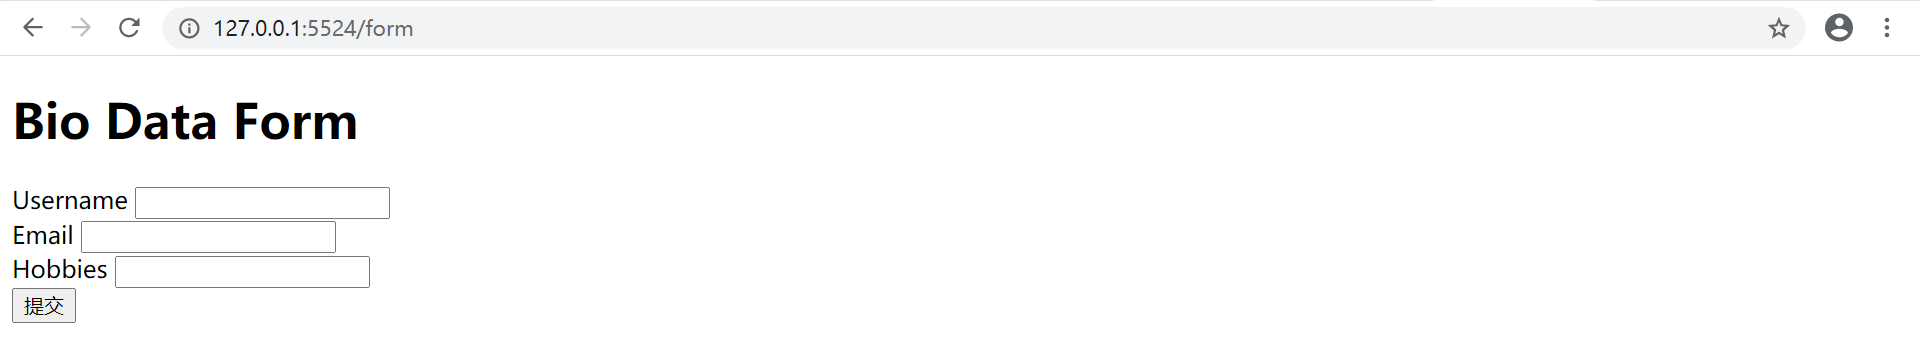 127.0.0.1:5524/form
Bio Data Form
Username
Email
Hobbies
提交